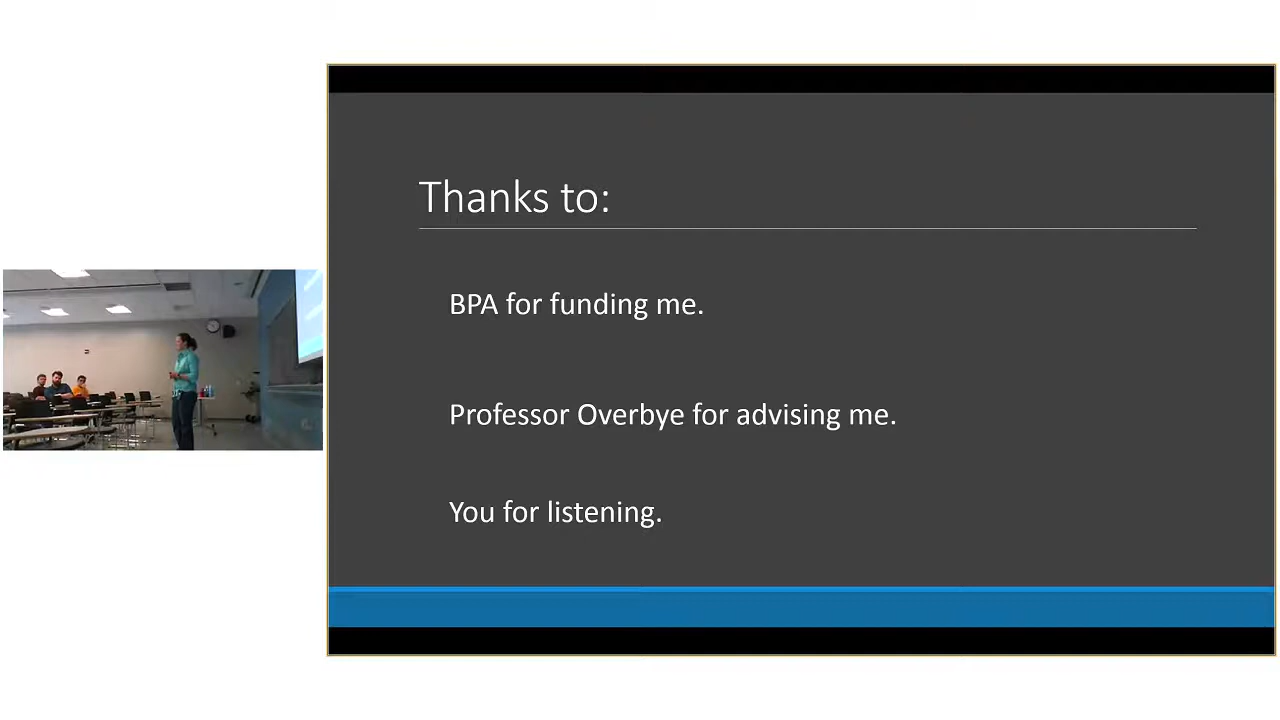 Thanks to:
BPA for funding me.
Professor Overbye for advising me.
You for listening.